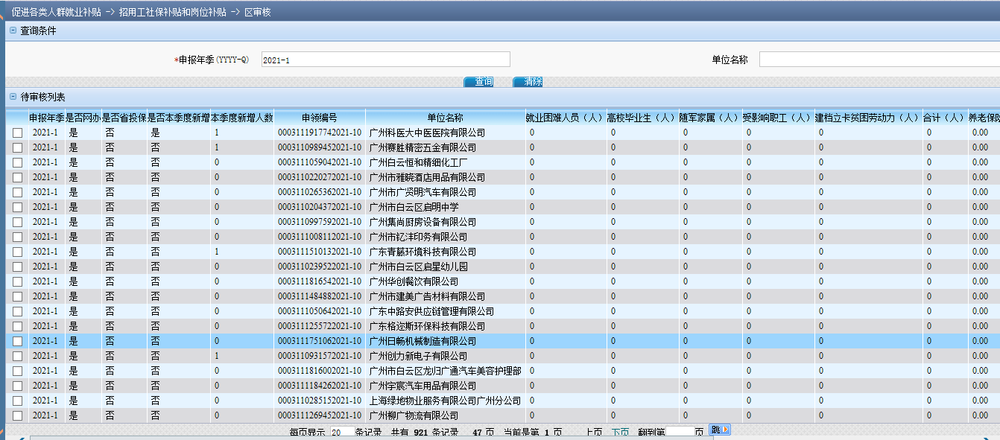 促进各类人群就业补贴 -> 招用工社保补贴和岗位补贴 -> 区审核
查询条件
*申报年季(YYYY-Q) 2021-1 单位名称
查询 清除
待审核列表
申报年季 是否网办 是否省投保 是否本季度新增 本季度新增人数 申领编号 单位名称 就业困难人员（人） 高校毕业生（人） 随军家属（人） 受影响职工（人） 建档立卡贫困劳动力（人） 合计（人） 养老保险
2021-1 是 否 是 1 0003111917742021-10 广州科医大中医医院有限公司 0 0 0 0 0 0 0.00
2021-1 是 否 否 1 0003110989452021-10 广州赛胜精密五金有限公司 0 0 0 0 0 0 0.00
2021-1 是 否 否 0 0003111059042021-10 广州白云恒和精细化工厂 0 0 0 0 0 0 0.00
2021-1 是 否 否 0 0003110220272021-10 广州市雅晓酒店用品有限公司 0 0 0 0 0 0 0.00
2021-1 是 否 否 0 0003110265362021-10 广州市广贤明汽车有限公司 0 0 0 0 0 0 0.00
2021-1 是 否 否 0 0003110204372021-10 广州市白云区启明中学 0 0 0 0 0 0 0.00
2021-1 是 否 否 0 0003110997592021-10 广州集尚厨房设备有限公司 0 0 0 0 0 0 0.00
2021-1 是 否 否 0 0003111008112021-10 广州市钇沣印务有限公司 0 0 0 0 0 0 0.00
2021-1 是 否 否 1 0003111510132021-10 广东青藤环境科技有限公司 0 0 0 0 0 0 0.00
2021-1 是 否 否 0 0003110239522021-10 广州市白云区启星幼儿园 0 0 0 0 0 0 0.00
2021-1 是 否 否 0 0003111816542021-10 广州华创餐饮有限公司 0 0 0 0 0 0 0.00
2021-1 是 否 否 0 0003111484882021-10 广州市建美广告材料有限公司 0 0 0 0 0 0 0.00
2021-1 是 否 否 0 0003111050642021-10 广东中路安供应链管理有限公司 0 0 0 0 0 0 0.00
2021-1 是 否 否 0 0003111255722021-10 广东格迩斯环保科技有限公司 0 0 0 0 0 0 0.00
2021-1 是 否 否 0 0003111751062021-10 广州日畅机械制造有限公司 0 0 0 0 0 0 0.00
2021-1 是 否 否 1 0003110931572021-10 广州创力新电子有限公司 0 0 0 0 0 0 0.00
2021-1 是 否 否 0 0003111816002021-10 广州市白云区龙归广通汽车美容护理部 0 0 0 0 0 0 0.00
2021-1 是 否 否 0 0003111184262021-10 广州宇宸汽车用品有限公司 0 0 0 0 0 0 0.00
2021-1 是 否 否 0 0003110285152021-10 上海绿地物业服务有限公司广州分公司 0 0 0 0 0 0 0.00
2021-1 是 否 否 0 0003111269452021-10 广州柳广物流有限公司 0 0 0 0 0 0 0.00
每页显示 20 条记录 共有 921 条记录 47 页 当前是第 1 页 上页 下页 翻到第 页 跳